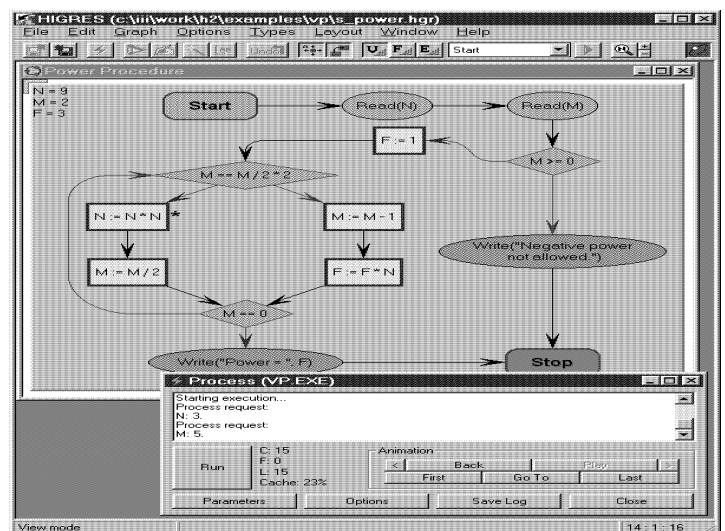 HIGRES (c:\iii\work\h2\examples\vp\s_power.hgr)
File Edit Graph Options Types Layout Window Help
Undo U F E Start
Power Procedure
N = 9
M = 2
F = 3
Start Read(N) Read(M)
F := 1
M >= 0
M == M / 2 * 2
N := N * N * M := M - 1
Write("Negative power
not allowed.")
M := M / 2 F := F * N
M == 0
Write("Power = ", F) Stop
Process (VP.EXE)
Starting execution...
Process request:
N: 3.
Process request:
M: 5.
Run
C: 15
F: 0
L: 15
Cache: 23%
Animation
< Back Play >
First Go To Last
Parameters Options Save Log Close
View mode 14 : 1 : 16